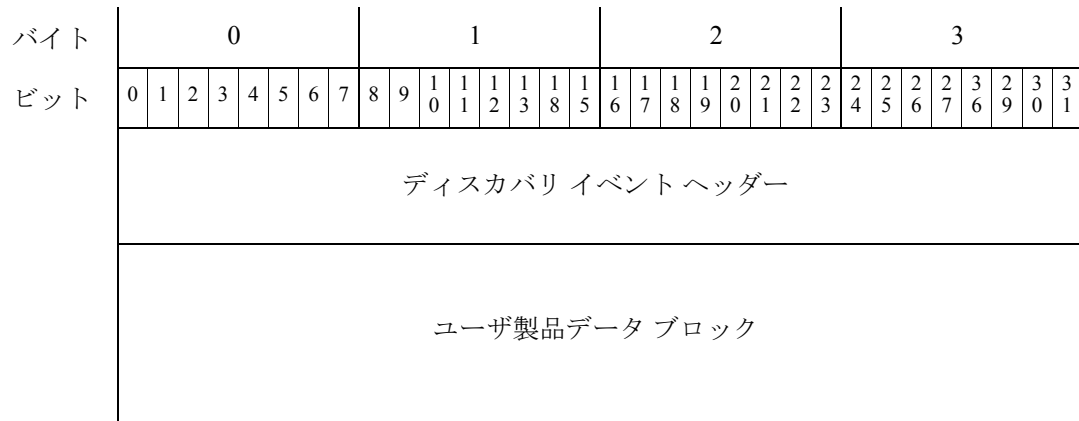 バイト 0 1 2 3
ビット 0 1 2 3 4 5 6 7 8 9 10 11 12 13 18 15 16 17 18 19 20 21 22 23 24 25 26 27 36 29 30 31
ディスカバリ イベント ヘッダー
ユーザ製品データ ブロック